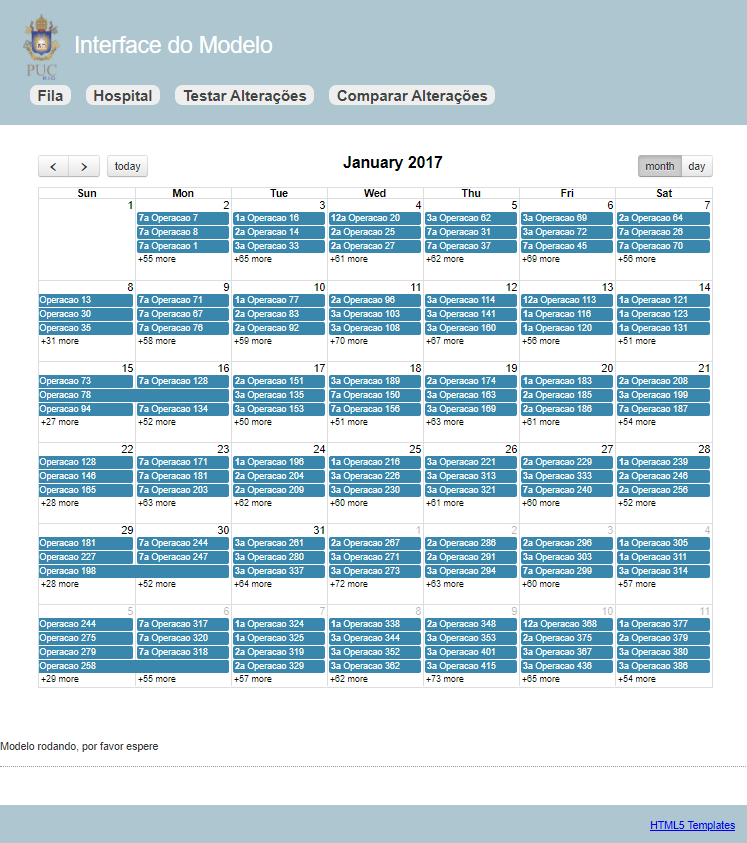 Interface do Modelo
PUC
RIO
Fila Hospital Testar Alterações Comparar Alterações
today January 2017 month day
Sun Mon Tue Wed Thu Fri Sat
1 2 3 4 5 6 7
7a Operacao 7 1a Operacao 16 12a Operacao 20 3a Operacao 62 3a Operacao 69 2a Operacao 64
7a Operacao 8 2a Operacao 14 2a Operacao 25 7a Operacao 31 3a Operacao 72 7a Operacao 26
7a Operacao 1 3a Operacao 33 2a Operacao 27 7a Operacao 37 7a Operacao 45 7a Operacao 70
+55 more +65 more +61 more +62 more +69 more +56 more
8 9 10 11 12 13 14
Operacao 13 7a Operacao 71 1a Operacao 77 2a Operacao 96 3a Operacao 114 12a Operacao 113 1a Operacao 121
Operacao 30 7a Operacao 67 2a Operacao 83 3a Operacao 103 3a Operacao 141 1a Operacao 116 1a Operacao 123
Operacao 35 7a Operacao 76 2a Operacao 92 3a Operacao 108 7a Operacao 160 1a Operacao 120 1a Operacao 131
+31 more +58 more +59 more +70 more +67 more +56 more +51 more
15 16 17 18 19 20 21
Operacao 73 7a Operacao 128 2a Operacao 151 3a Operacao 189 2a Operacao 174 1a Operacao 183 2a Operacao 208
Operacao 78 3a Operacao 135 7a Operacao 150 3a Operacao 163 2a Operacao 185 3a Operacao 199
Operacao 94 7a Operacao 134 3a Operacao 153 7a Operacao 156 3a Operacao 169 2a Operacao 186 7a Operacao 187
+27 more +52 more +50 more +51 more +63 more +61 more +54 more
22 23 24 25 26 27 28
Operacao 128 7a Operacao 171 1a Operacao 196 1a Operacao 216 3a Operacao 221 2a Operacao 229 1a Operacao 239
Operacao 146 7a Operacao 181 2a Operacao 204 3a Operacao 226 3a Operacao 313 3a Operacao 333 2a Operacao 246
Operacao 165 7a Operacao 203 2a Operacao 209 3a Operacao 230 3a Operacao 321 7a Operacao 240 2a Operacao 256
+28 more +63 more +62 more +60 more +61 more +60 more +52 more
29 30 31 1 2 3 4
Operacao 181 7a Operacao 244 3a Operacao 261 2a Operacao 267 2a Operacao 286 2a Operacao 296 1a Operacao 305
Operacao 227 7a Operacao 247 3a Operacao 280 3a Operacao 271 2a Operacao 291 3a Operacao 303 1a Operacao 311
Operacao 198 3a Operacao 337 3a Operacao 273 3a Operacao 294 7a Operacao 299 3a Operacao 314
+28 more +52 more +64 more +72 more +63 more +60 more +57 more
5 6 7 8 9 10 11
Operacao 244 7a Operacao 317 1a Operacao 324 1a Operacao 338 2a Operacao 348 12a Operacao 368 1a Operacao 377
Operacao 275 7a Operacao 320 1a Operacao 325 3a Operacao 344 3a Operacao 353 2a Operacao 375 2a Operacao 379
Operacao 279 7a Operacao 318 2a Operacao 319 3a Operacao 352 3a Operacao 401 3a Operacao 367 3a Operacao 380
Operacao 258 2a Operacao 329 3a Operacao 362 3a Operacao 415 3a Operacao 436 3a Operacao 386
+29 more +55 more +57 more +62 more +73 more +65 more +54 more
Modelo rodando, por favor espere
HTML5 Templates